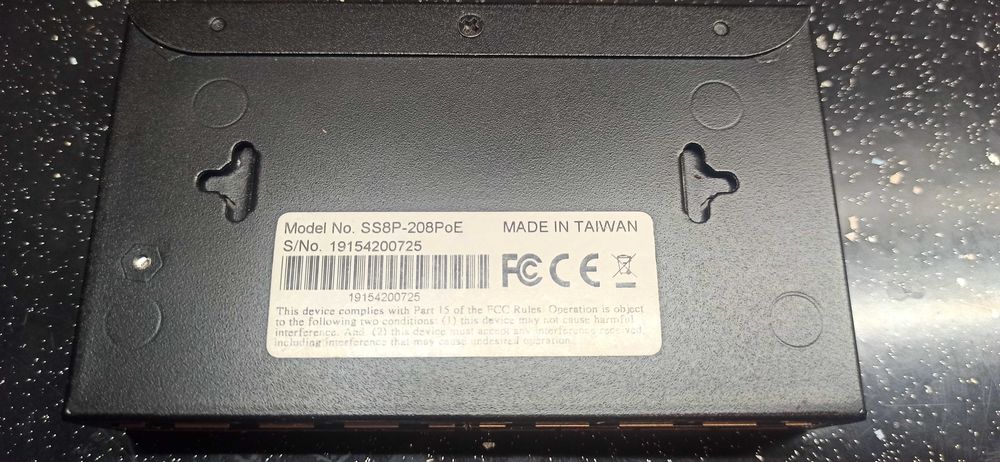 Model No. SS8P-208PoE MADE IN TAIWAN
S/No. 19154200725
FC CE
19154200725
This device complies with Part 15 of the FCC Rules. Operation is object
to the following two conditions: (1) this device may not cause harmful
interference. And. (2) this device must accept any interference received,
including interference that may cause undesired operation.